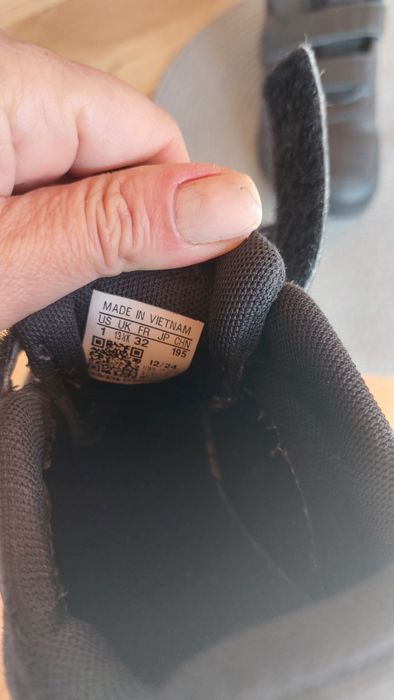 MADE IN VIETNAM
US UK FR JP CHN
1 13½K 32 195
12/24